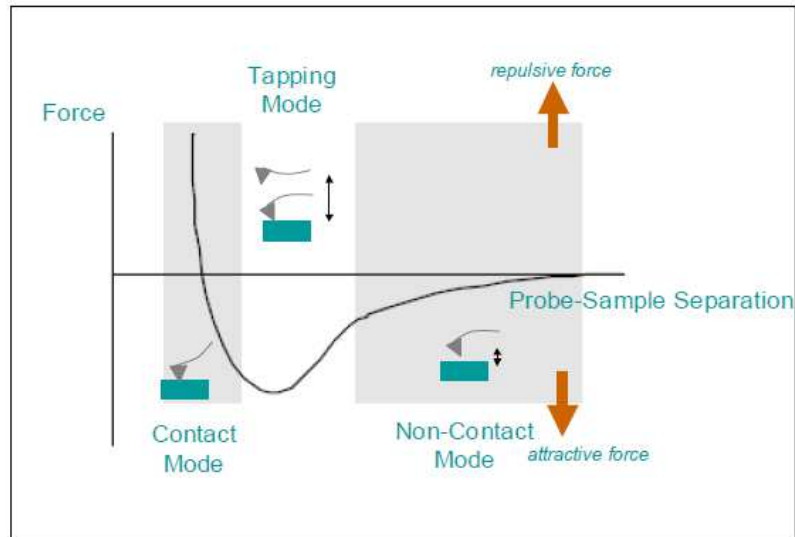 Tapping
Mode
repulsive force
Force
Probe-Sample Separation
Contact
Mode
Non-Contact
Mode
attractive force